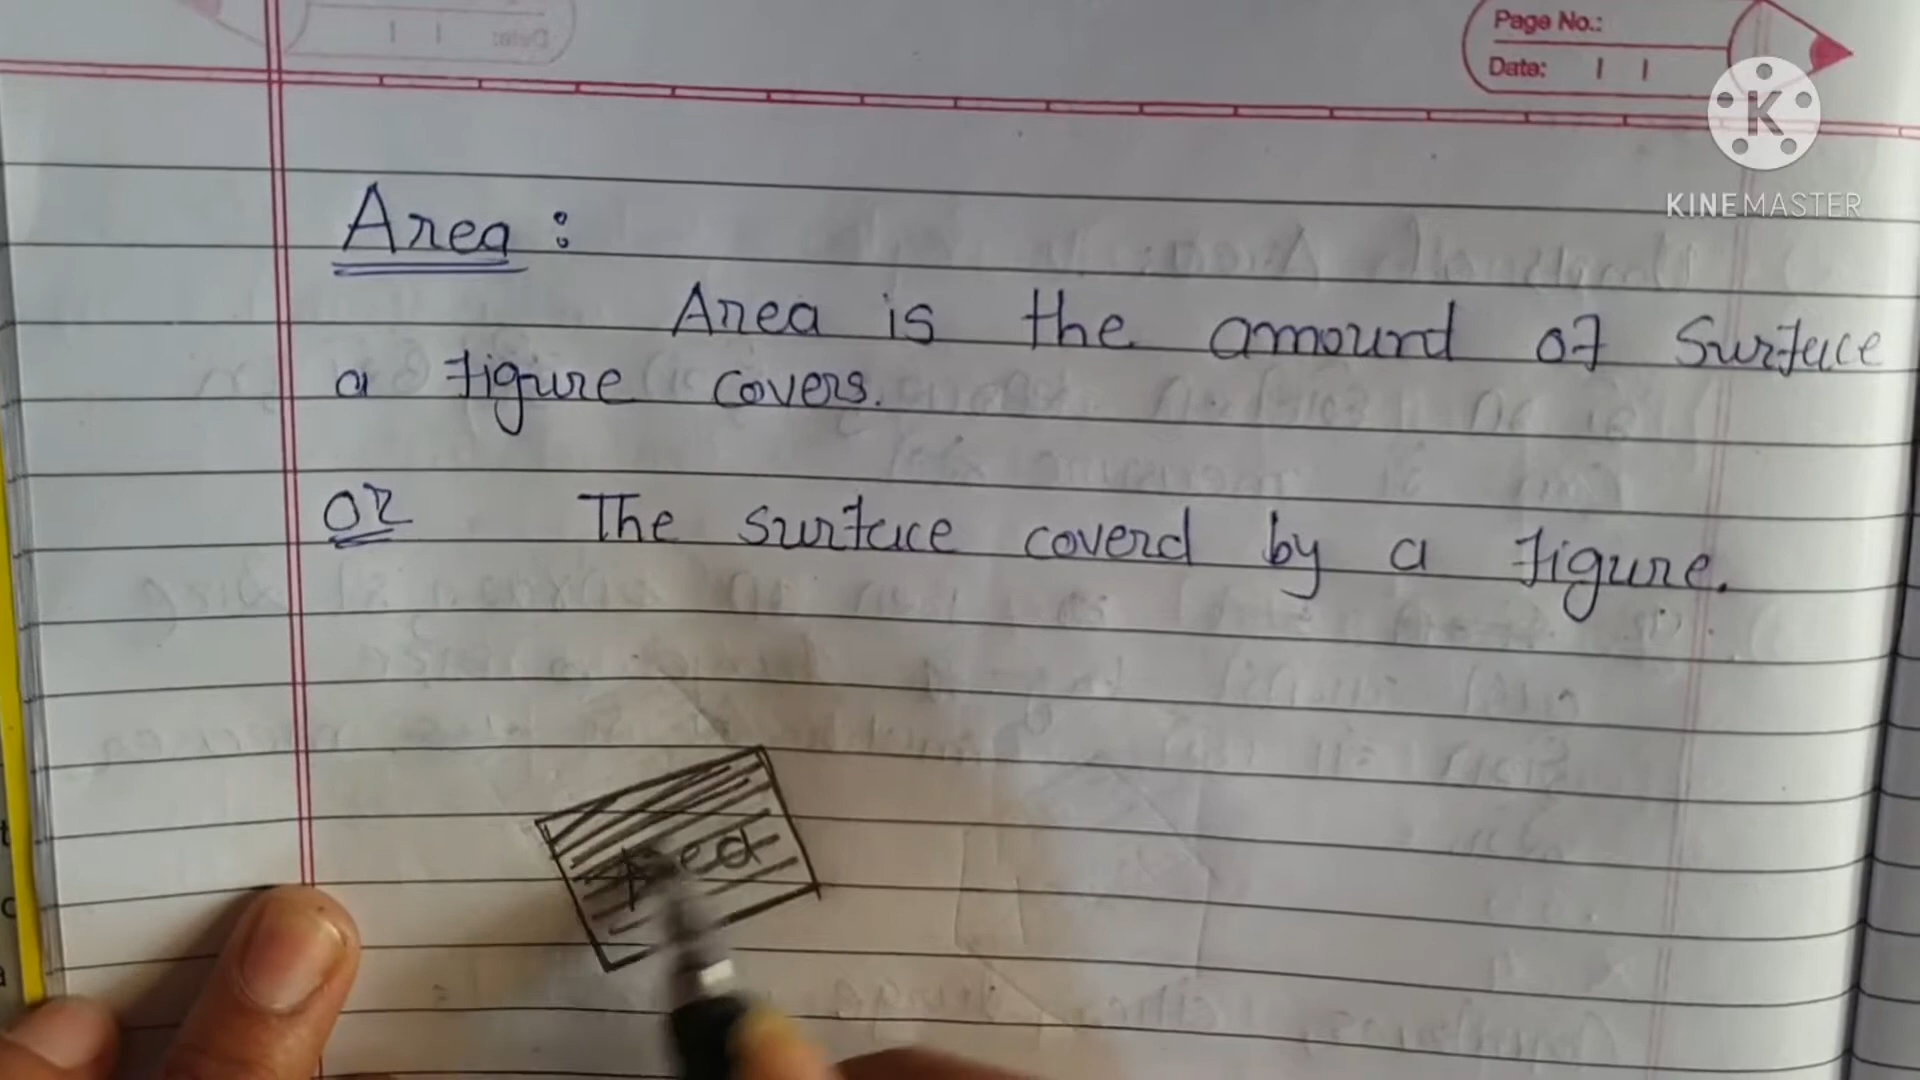 Page No.:
Date:
KINEMASTER
Area :
Area is the amound of Surface
a figure covers.
OR The surface coverd by a figure.
Area